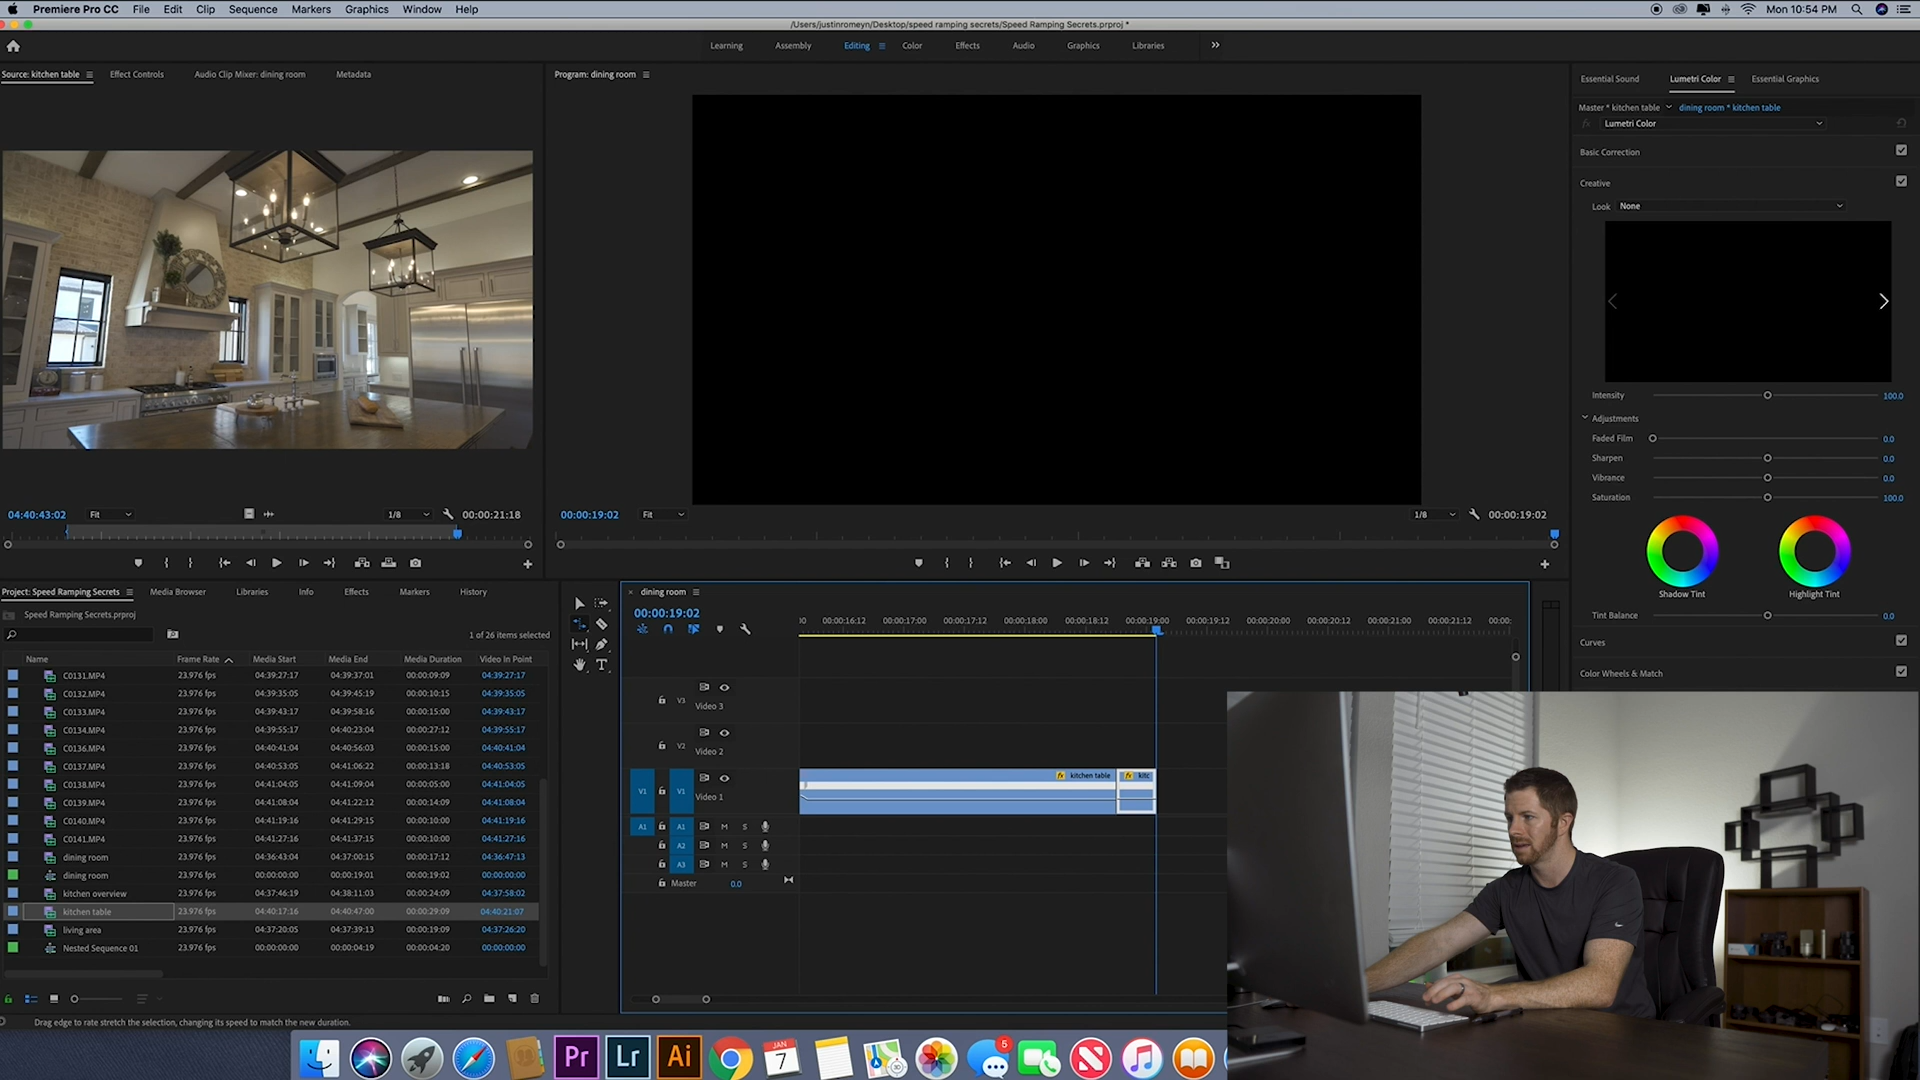 Premiere Pro CC File Edit Clip Sequence Markers Graphics Window Help Mon 10:54 PM
/Users/justinromeyn/Desktop/speed ramping secrets/Speed Ramping Secrets.prproj *
Learning Assembly Editing Color Effects Audio Graphics Libraries
Source: kitchen table Effect Controls Audio Clip Mixer: dining room Metadata
Program: dining room
Essential Sound Lumetri Color Essential Graphics
Master * kitchen table dining room * kitchen table
fx Lumetri Color
Basic Correction
Creative
Look None
Intensity 100.0
Adjustments
Faded Film 0.0
Sharpen 0.0
Vibrance 0.0
Saturation 100.0
Shadow Tint Highlight Tint
Tint Balance 0.0
Curves
Color Wheels & Match
04:40:43:02 Fit 1/8 00:00:21:18
00:00:19:02 Fit 1/8 00:00:19:02
Project: Speed Ramping Secrets Media Browser Libraries Info Effects Markers History
Speed Ramping Secrets.prproj
1 of 26 items selected
Name Frame Rate Media Start Media End Media Duration Video In Point
C0131.MP4 23.976 fps 04:39:27:17 04:39:37:01 00:00:09:09 04:39:27:17
C0132.MP4 23.976 fps 04:39:35:05 04:39:45:19 00:00:10:15 04:39:35:05
C0133.MP4 23.976 fps 04:39:43:17 04:39:58:16 00:00:15:00 04:39:43:17
C0134.MP4 23.976 fps 04:39:55:17 04:40:23:04 00:00:27:12 04:39:55:17
C0136.MP4 23.976 fps 04:40:41:04 04:40:56:03 00:00:15:00 04:40:41:04
C0137.MP4 23.976 fps 04:40:53:05 04:41:06:22 00:00:13:18 04:40:53:05
C0138.MP4 23.976 fps 04:41:04:05 04:41:09:04 00:00:05:00 04:41:04:05
C0139.MP4 23.976 fps 04:41:08:04 04:41:22:12 00:00:14:09 04:41:08:04
C0140.MP4 23.976 fps 04:41:19:16 04:41:29:15 00:00:10:00 04:41:19:16
C0141.MP4 23.976 fps 04:41:27:16 04:41:37:15 00:00:10:00 04:41:27:16
dining room 23.976 fps 04:36:43:04 04:37:00:15 00:00:17:12 04:36:47:13
dining room 23.976 fps 00:00:00:00 00:00:19:01 00:00:19:02 00:00:00:00
kitchen overview 23.976 fps 04:37:46:19 04:38:11:03 00:00:24:09 04:37:58:02
kitchen table 23.976 fps 04:40:17:16 04:40:47:00 00:00:29:09 04:40:21:07
living area 23.976 fps 04:37:20:05 04:37:39:13 00:00:19:09 04:37:26:20
Nested Sequence 01 23.976 fps 00:00:00:00 00:00:04:19 00:00:04:20 00:00:00:00
dining room
00:00:19:02
00 00:00:16:12 00:00:17:00 00:00:17:12 00:00:18:00 00:00:18:12 00:00:19:00 00:00:19:12 00:00:20:00 00:00:20:12 00:00:21:00 00:00:21:12 00:00:
V3 Video 3
V2 Video 2
V1 V1 Video 1
fx kitchen table fx kitc
A1 A1 M S
A2 M S
A3 M S
Master 0.0
Drag edge to rate stretch the selection, changing its speed to match the new duration.
Pr Lr Ai JAN 7 5